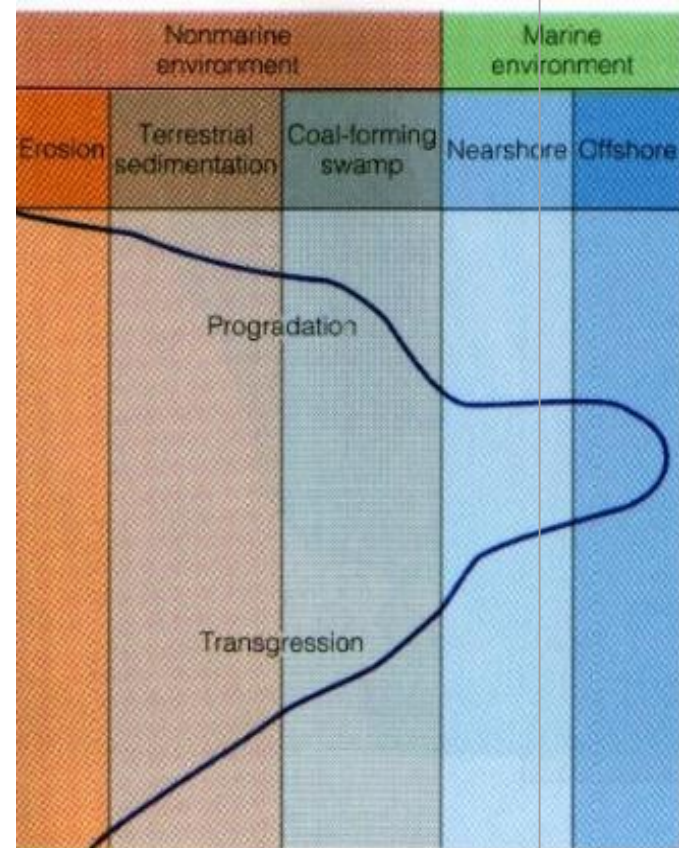 Nonmarine
environment
Marine
environment
Erosion
Terrestrial
sedimentation
Coal-forming
swamp
Nearshore
Offshore
Progradation
Transgression